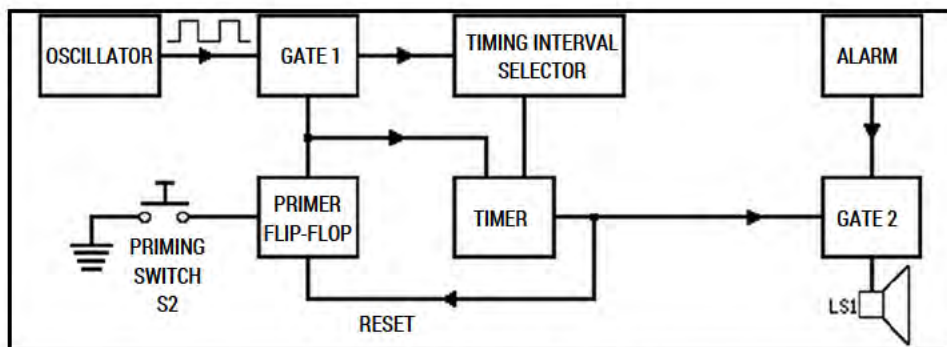 OSCILLATOR
GATE 1
TIMING INTERVAL
SELECTOR
ALARM
PRIMING
SWITCH
S2
PRIMER
FLIP-FLOP
TIMER
GATE 2
RESET
LS1